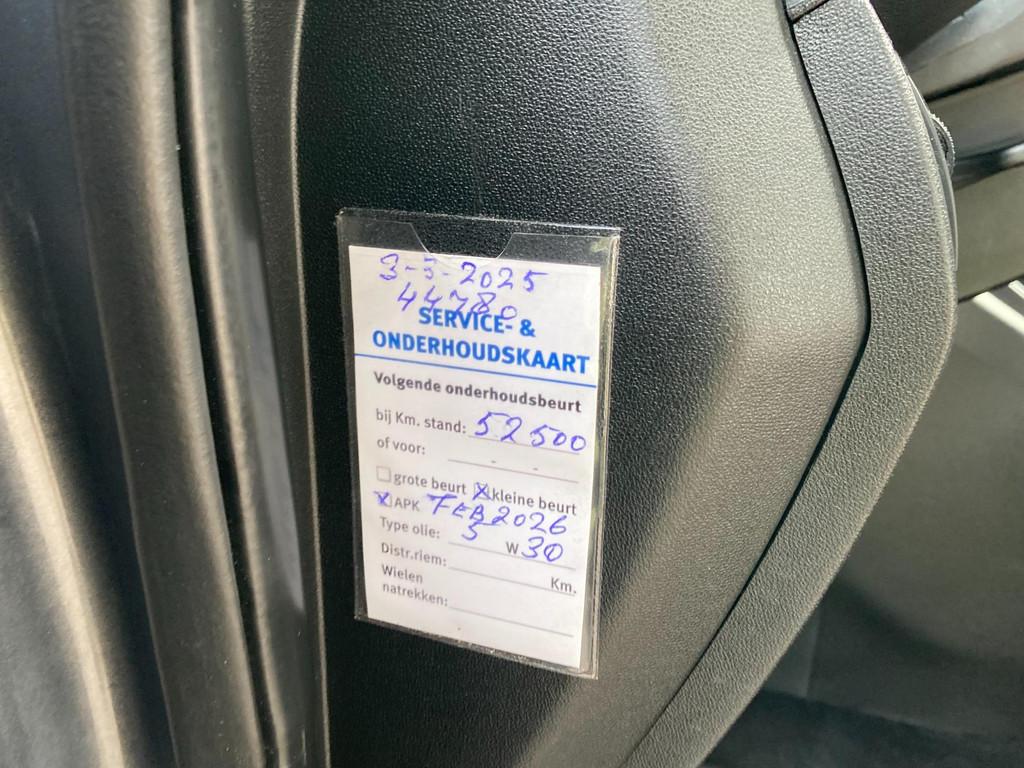 3-5-2025
44780
SERVICE- &
ONDERHOUDSKAART
Volgende onderhoudsbeurt
bij Km. stand: 52500
of voor: - -
grote beurt X kleine beurt
X APK FEB 2026
Type olie: 5 W 30
Distr.riem: Km.
Wielen
natrekken: